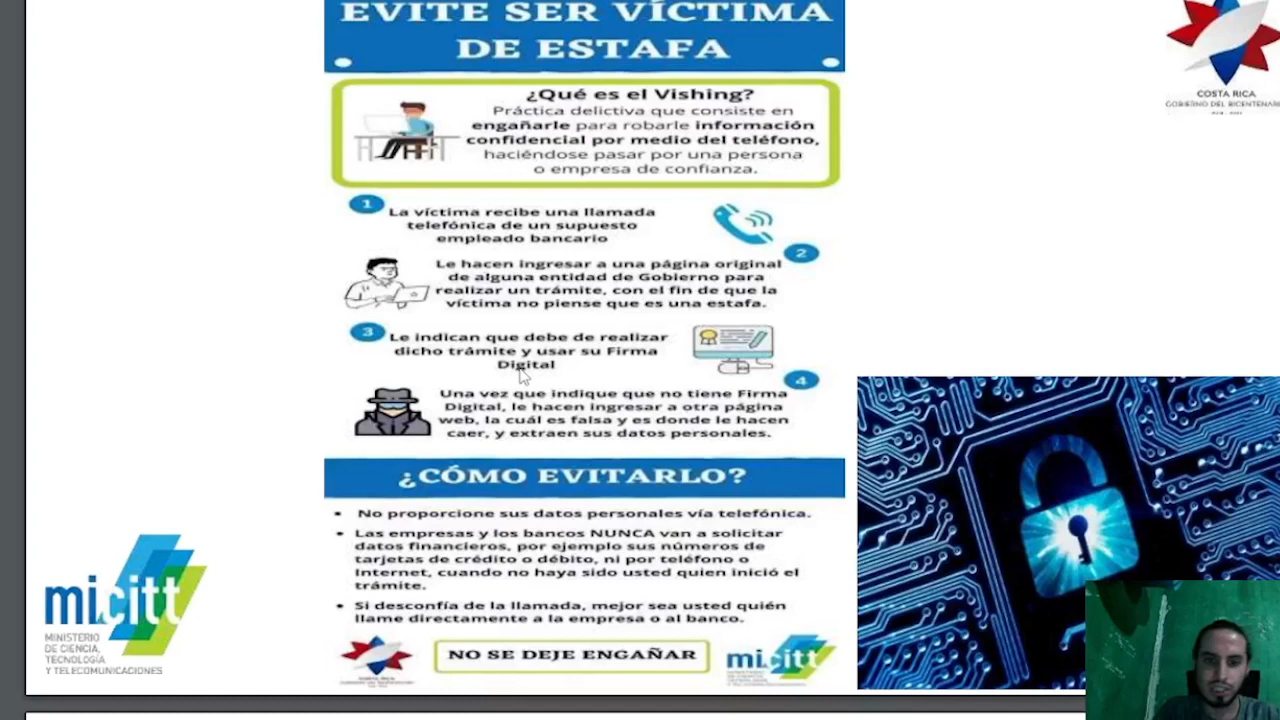 EVITE SER VÍCTIMA
DE ESTAFA
COSTA RICA
GOBIERNO DEL BICENTENARIO
¿Qué es el Vishing?
Práctica delictiva que consiste en
engañarle para robarle información
confidencial por medio del teléfono,
haciéndose pasar por una persona
o empresa de confianza.
1
La víctima recibe una llamada
telefónica de un supuesto
empleado bancario
2
Le hacen ingresar a una página original
de alguna entidad de Gobierno para
realizar un trámite, con el fin de que la
víctima no piense que es una estafa.
3
Le indican que debe de realizar
dicho trámite y usar su Firma
Digital
4
Una vez que indique que no tiene Firma
Digital, le hacen ingresar a otra página
web, la cuál es falsa y es donde le hacen
caer, y extraen sus datos personales.
¿CÓMO EVITARLO?
• No proporcione sus datos personales vía telefónica.
• Las empresas y los bancos NUNCA van a solicitar
datos financieros, por ejemplo sus números de
tarjetas de crédito o débito, ni por teléfono o
Internet, cuando no haya sido usted quien inició el
trámite.
• Si desconfía de la llamada, mejor sea usted quién
llame directamente a la empresa o al banco.
NO SE DEJE ENGAÑAR
COSTA RICA
micitt
micitt
MINISTERIO
DE CIENCIA,
TECNOLOGÍA
Y TELECOMUNICACIONES